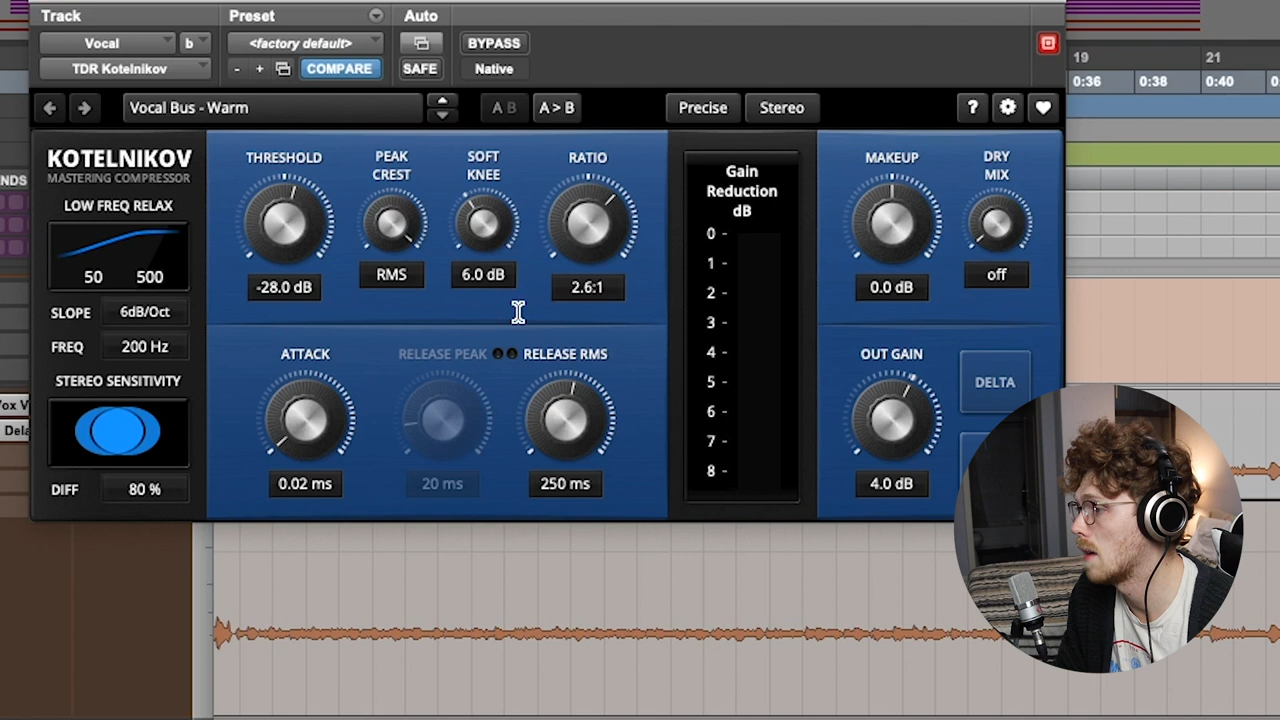 Track
Preset
Auto
Vocal
b
<factory default>
BYPASS
TDR Kotelnikov
- +
COMPARE
SAFE
Native
19
21
0:36
0:38
0:40
Vocal Bus - Warm
A B
A > B
Precise
Stereo
?
KOTELNIKOV
MASTERING COMPRESSOR
LOW FREQ RELAX
50 500
SLOPE 6dB/Oct
FREQ 200 Hz
STEREO SENSITIVITY
DIFF 80 %
THRESHOLD
-28.0 dB
PEAK
CREST
RMS
SOFT
KNEE
6.0 dB
RATIO
2.6:1
ATTACK
0.02 ms
RELEASE PEAK
20 ms
RELEASE RMS
250 ms
Gain
Reduction
dB
0 -
1 -
2 -
3 -
4 -
5 -
6 -
7 -
8 -
MAKEUP
0.0 dB
DRY
MIX
off
OUT GAIN
4.0 dB
DELTA
NDS
Vox V
Dela